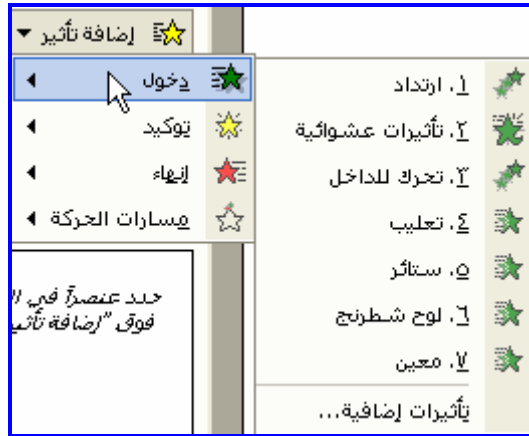 إضافة تأثير
دخول
توكيد
إنهاء
مسارات الحركة
١. ارتداد
٢. تأثيرات عشوائية
٣. تحرك للداخل
٤. تعليب
٥. ستائر
٦. لوح شطرنج
٧. معين
تأثيرات إضافية...
حدد عنصراً في ال
فوق "إضافة تأثير